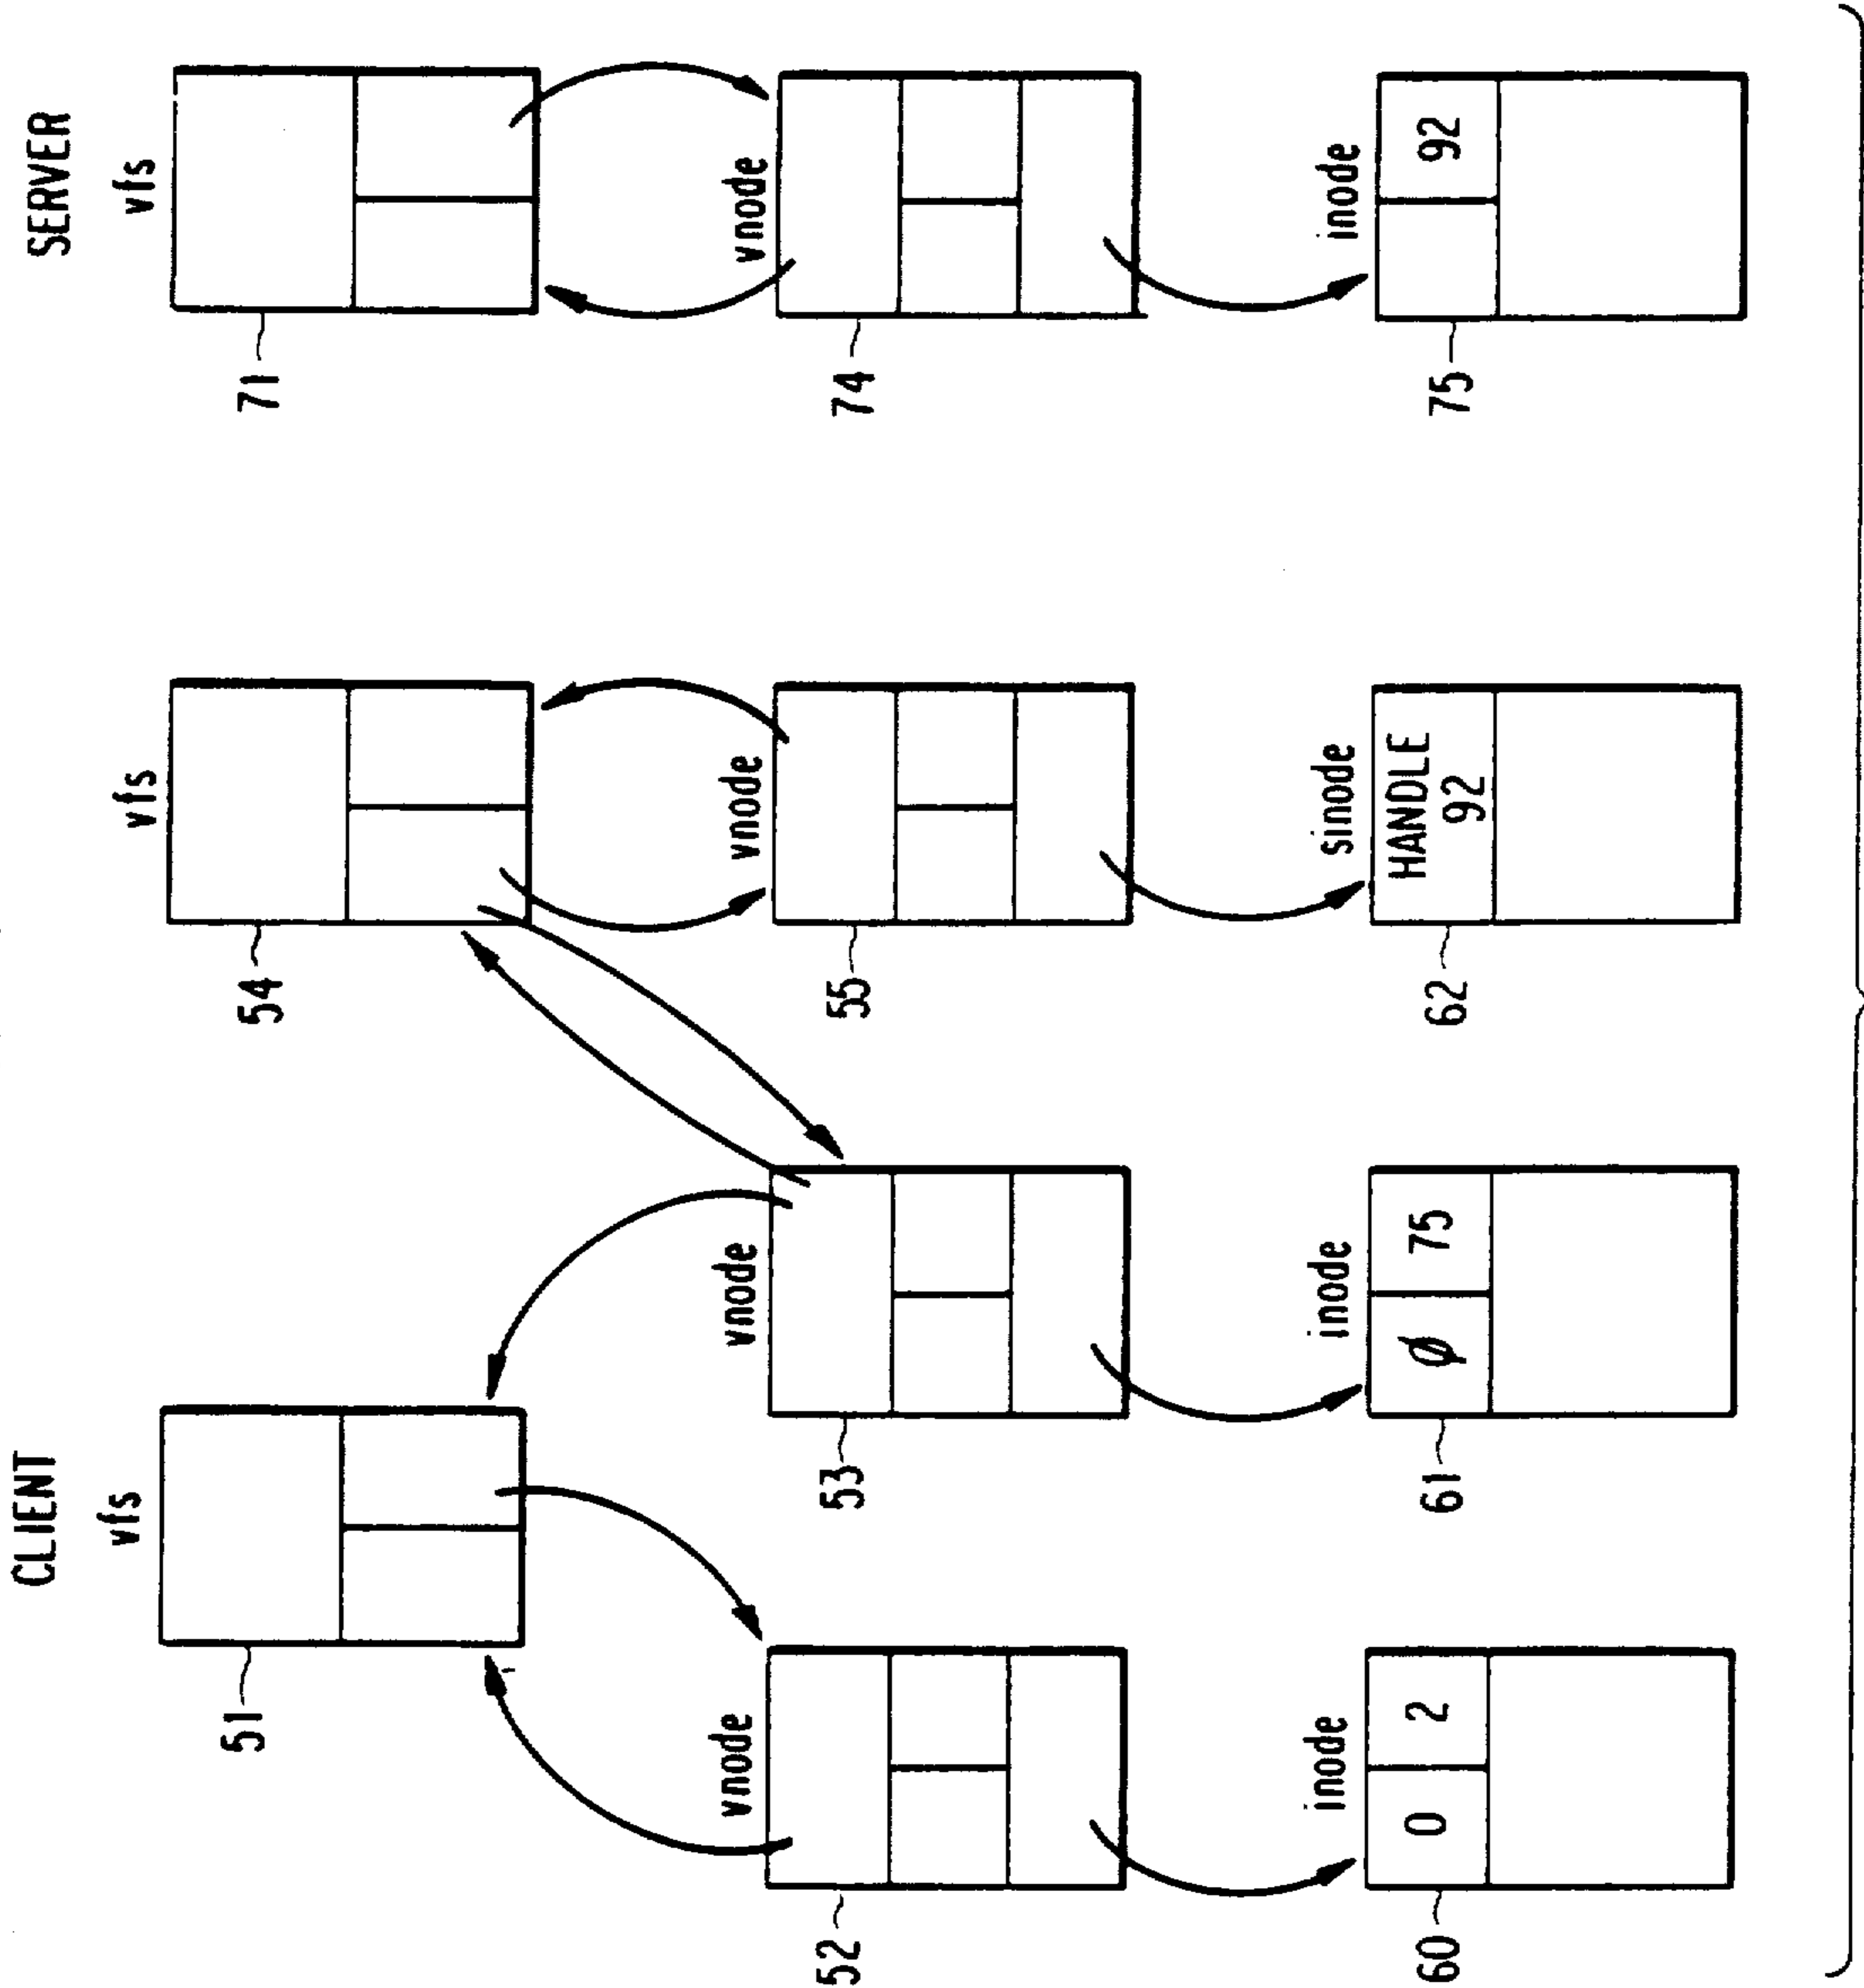 CLIENT
SERVER
vfs
vfs
vfs
51
54
71
vnode
vnode
vnode
vnode
52
53
55
74
inode
inode
sinode
inode
0 2
ϕ 75
HANDLE
92
92
60
61
62
75